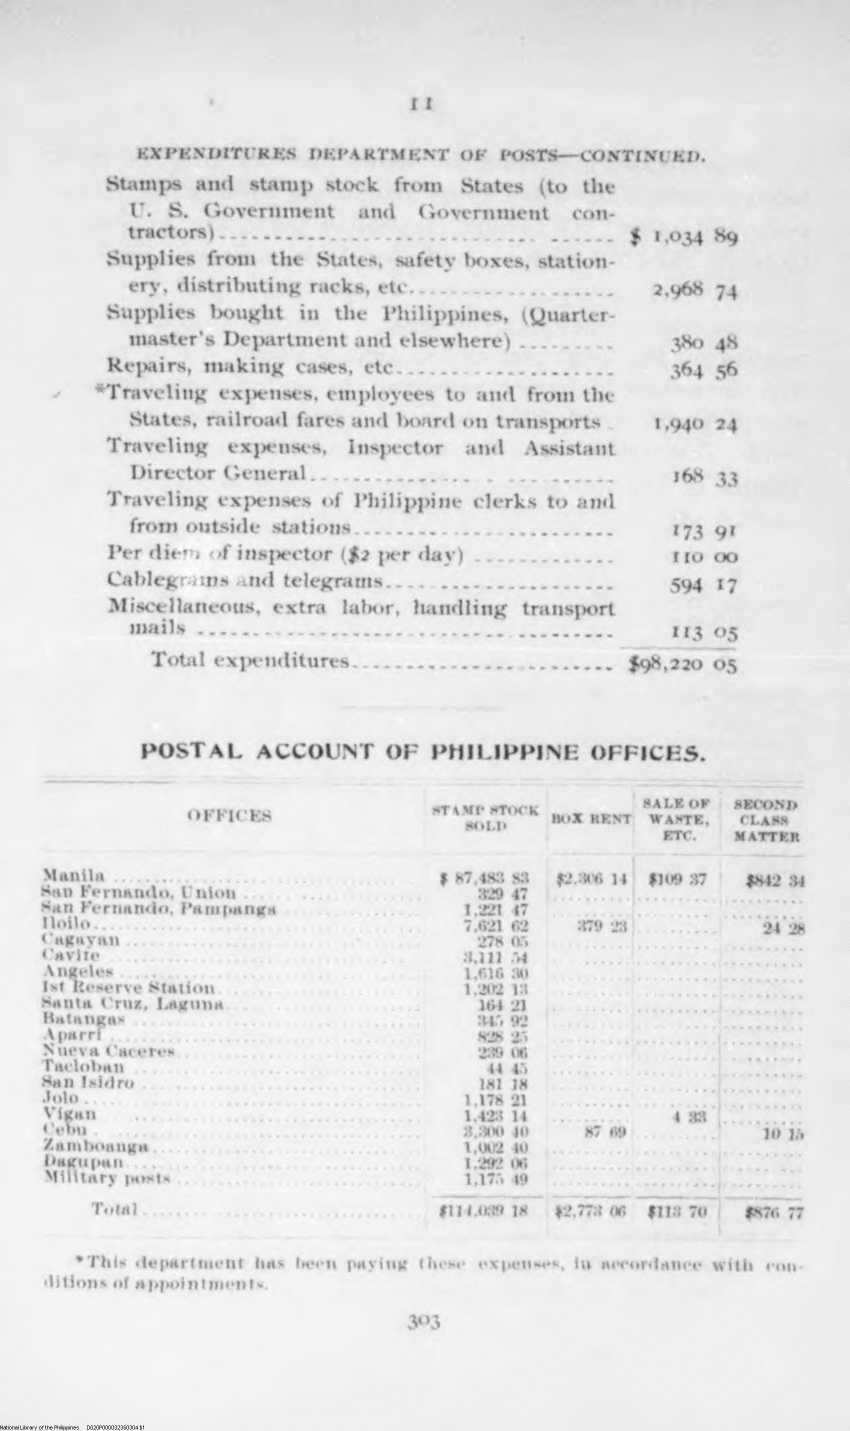 11
EXPENDITURES DEPARTMENT OF POSTS—CONTINUED.
Stamps and stamp stock from States (to the
U. S. Government and Government con-
tractors) $ 1,034 89
Supplies from the States, safety boxes, station-
ery, distributing racks, etc. 2,968 74
Supplies bought in the Philippines, (Quarter-
master's Department and elsewhere) 380 48
Repairs, making cases, etc 364 56
*Traveling expenses, employees to and from the
States, railroad fares and board on transports 1,940 24
Traveling expenses, Inspector and Assistant
Director General 168 33
Traveling expenses of Philippine clerks to and
from outside stations 173 91
Per diem of inspector ($2 per day) 110 00
Cablegrams and telegrams 594 17
Miscellaneous, extra labor, handling transport
mails 113 05
Total expenditures $98,220 05
POSTAL ACCOUNT OF PHILIPPINE OFFICES.
OFFICES STAMP STOCK SOLD BOX RENT SALE OF WASTE, ETC. SECOND CLASS MATTER
Manila $ 87,483 83 $2,306 14 $109 37 $842 34
San Fernando, Union 329 47
San Fernando, Pampanga 1,221 47
Iloilo 7,621 62 379 23 24 28
Cagayan 278 05
Cavite 3,111 54
Angeles 1,616 30
1st Reserve Station 1,202 13
Santa Cruz, Laguna 164 21
Batangas 345 92
Aparri 828 25
Nueva Caceres 239 06
Tacloban 44 45
San Isidro 181 18
Jolo 1,178 21
Vigan 1,423 14 4 33
Cebu 3,300 40 87 69 10 15
Zamboanga 1,002 40
Dagupan 1,292 06
Military posts 1,175 49
Total $114,039 18 $2,773 06 $113 70 $876 77
*This department has been paying these expenses, in accordance with con-
ditions of appointments.
303
National Library of the Philippines DG20P000032360304.tif